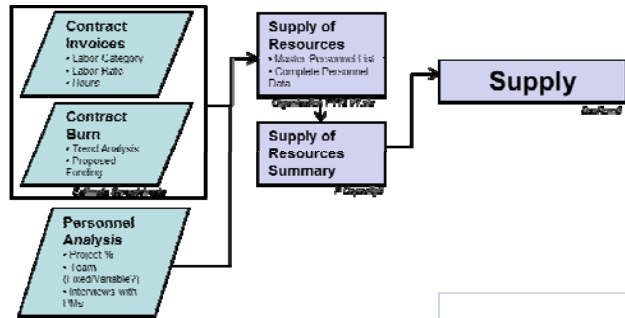 Contract
Invoices
• Labor Category
• Labor Rate
• Hours
Contract
Burn
• Trend Analysis
• Proposed
Funding
Personnel
Analysis
• Project %
• Team
(Fixed/Variable?)
• Interviews with
PMs
Supply of
Resources
• Master Personnel List
• Complete Personnel
Data
Supply of
Resources
Summary
Supply